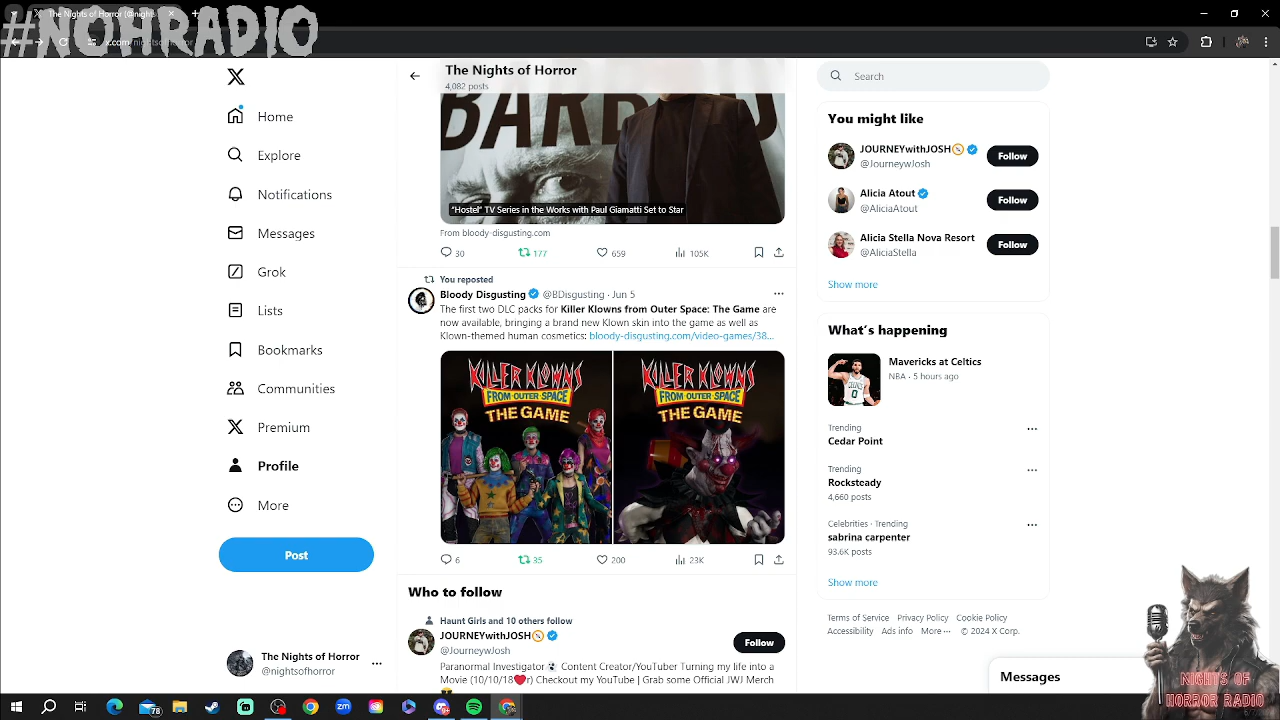 #NOHRADIO
The Nights of Horror (@nights
x.com/nightsofhorror
The Nights of Horror
4,082 posts
Search
Home
Explore
Notifications
Messages
Grok
Lists
Bookmarks
Communities
Premium
Profile
More
Post
The Nights of Horror
@nightsofhorror
BARB
"Hostel" TV Series in the Works with Paul Giamatti Set to Star
From bloody-disgusting.com
30 177 659 105K
You reposted
Bloody Disgusting @BDisgusting · Jun 5
The first two DLC packs for Killer Klowns from Outer Space: The Game are
now available, bringing a brand new Klown skin into the game as well as
Klown-themed human cosmetics: bloody-disgusting.com/video-games/38...
KILLER KLOWNS
FROM OUTER SPACE
THE GAME
KILLER KLOWNS
FROM OUTER SPACE
THE GAME
6 35 200 23K
Who to follow
Haunt Girls and 10 others follow
JOURNEYwithJOSH
@JourneywJosh
Follow
Paranormal Investigator Content Creator/YouTuber Turning my life into a
Movie (10/10/18) Checkout my YouTube | Grab some Official JWJ Merch
You might like
JOURNEYwithJOSH
@JourneywJosh
Follow
Alicia Atout
@AliciaAtout
Follow
Alicia Stella Nova Resort
@AliciaStella
Follow
Show more
What's happening
Mavericks at Celtics
NBA · 5 hours ago
Trending
Cedar Point
Trending
Rocksteady
4,660 posts
Celebrities · Trending
sabrina carpenter
93.6K posts
Show more
Terms of Service Privacy Policy Cookie Policy
Accessibility Ads info More ··· © 2024 X Corp.
Messages
NIGHTS OF
HORROR RADIO